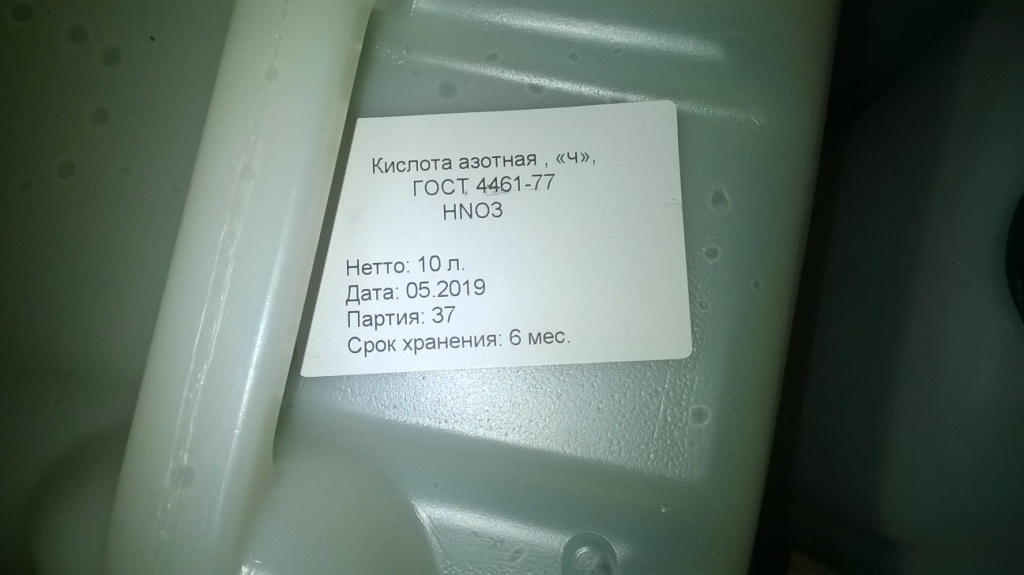 Кислота азотная , «ч»,
ГОСТ 4461-77
HNO3
Нетто: 10 л.
Дата: 05.2019
Партия: 37
Срок хранения: 6 мес.